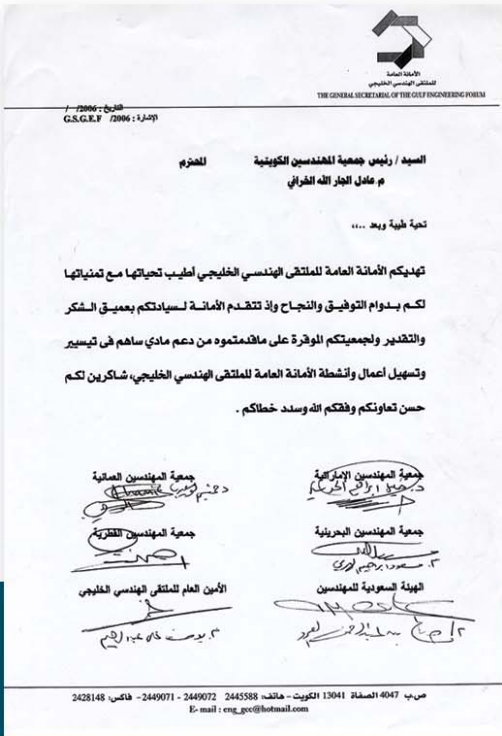 الأمانة العامة
للملتقى الهندسي الخليجي
THE GENERAL SECRETARIAL OF THE GULF ENGINEERING FORUM
التاريخ : 2006/ /
الإشارة : 2006/ G.S.G.E.F
السيد / رئيس جمعية المهندسين الكويتية المحترم
م.عادل الجار الله الخرافي
تحية طيبة وبعد ،،،،
تهديكم الأمانة العامة للملتقى الهندسي الخليجي أطيب تحياتها مع تمنياتها
لكم بدوام التوفيق والنجاح وإذ تتقدم الأمانة لسيادتكم بعميق الشكر
والتقدير ولجمعيتكم الموقرة على ماقدمتموه من دعم مادي ساهم فى تيسير
وتسهيل أعمال وأنشطة الأمانة العامة للملتقى الهندسي الخليجي، شاكرين لكم
حسن تعاونكم وفقكم الله وسدد خطاكم .
جمعية المهندسين الإماراتية جمعية المهندسين العمانية
جمعية المهندسين البحرينية جمعية المهندسين القطرية
الهيئة السعودية للمهندسين الأمين العام للملتقى الهندسي الخليجي
ص.ب 4047 الصفاة 13041 الكويت - هاتف: 2445588 2449072 - 2449071 - فاكس: 2428148
E- mail : eng_gcc@hotmail.com